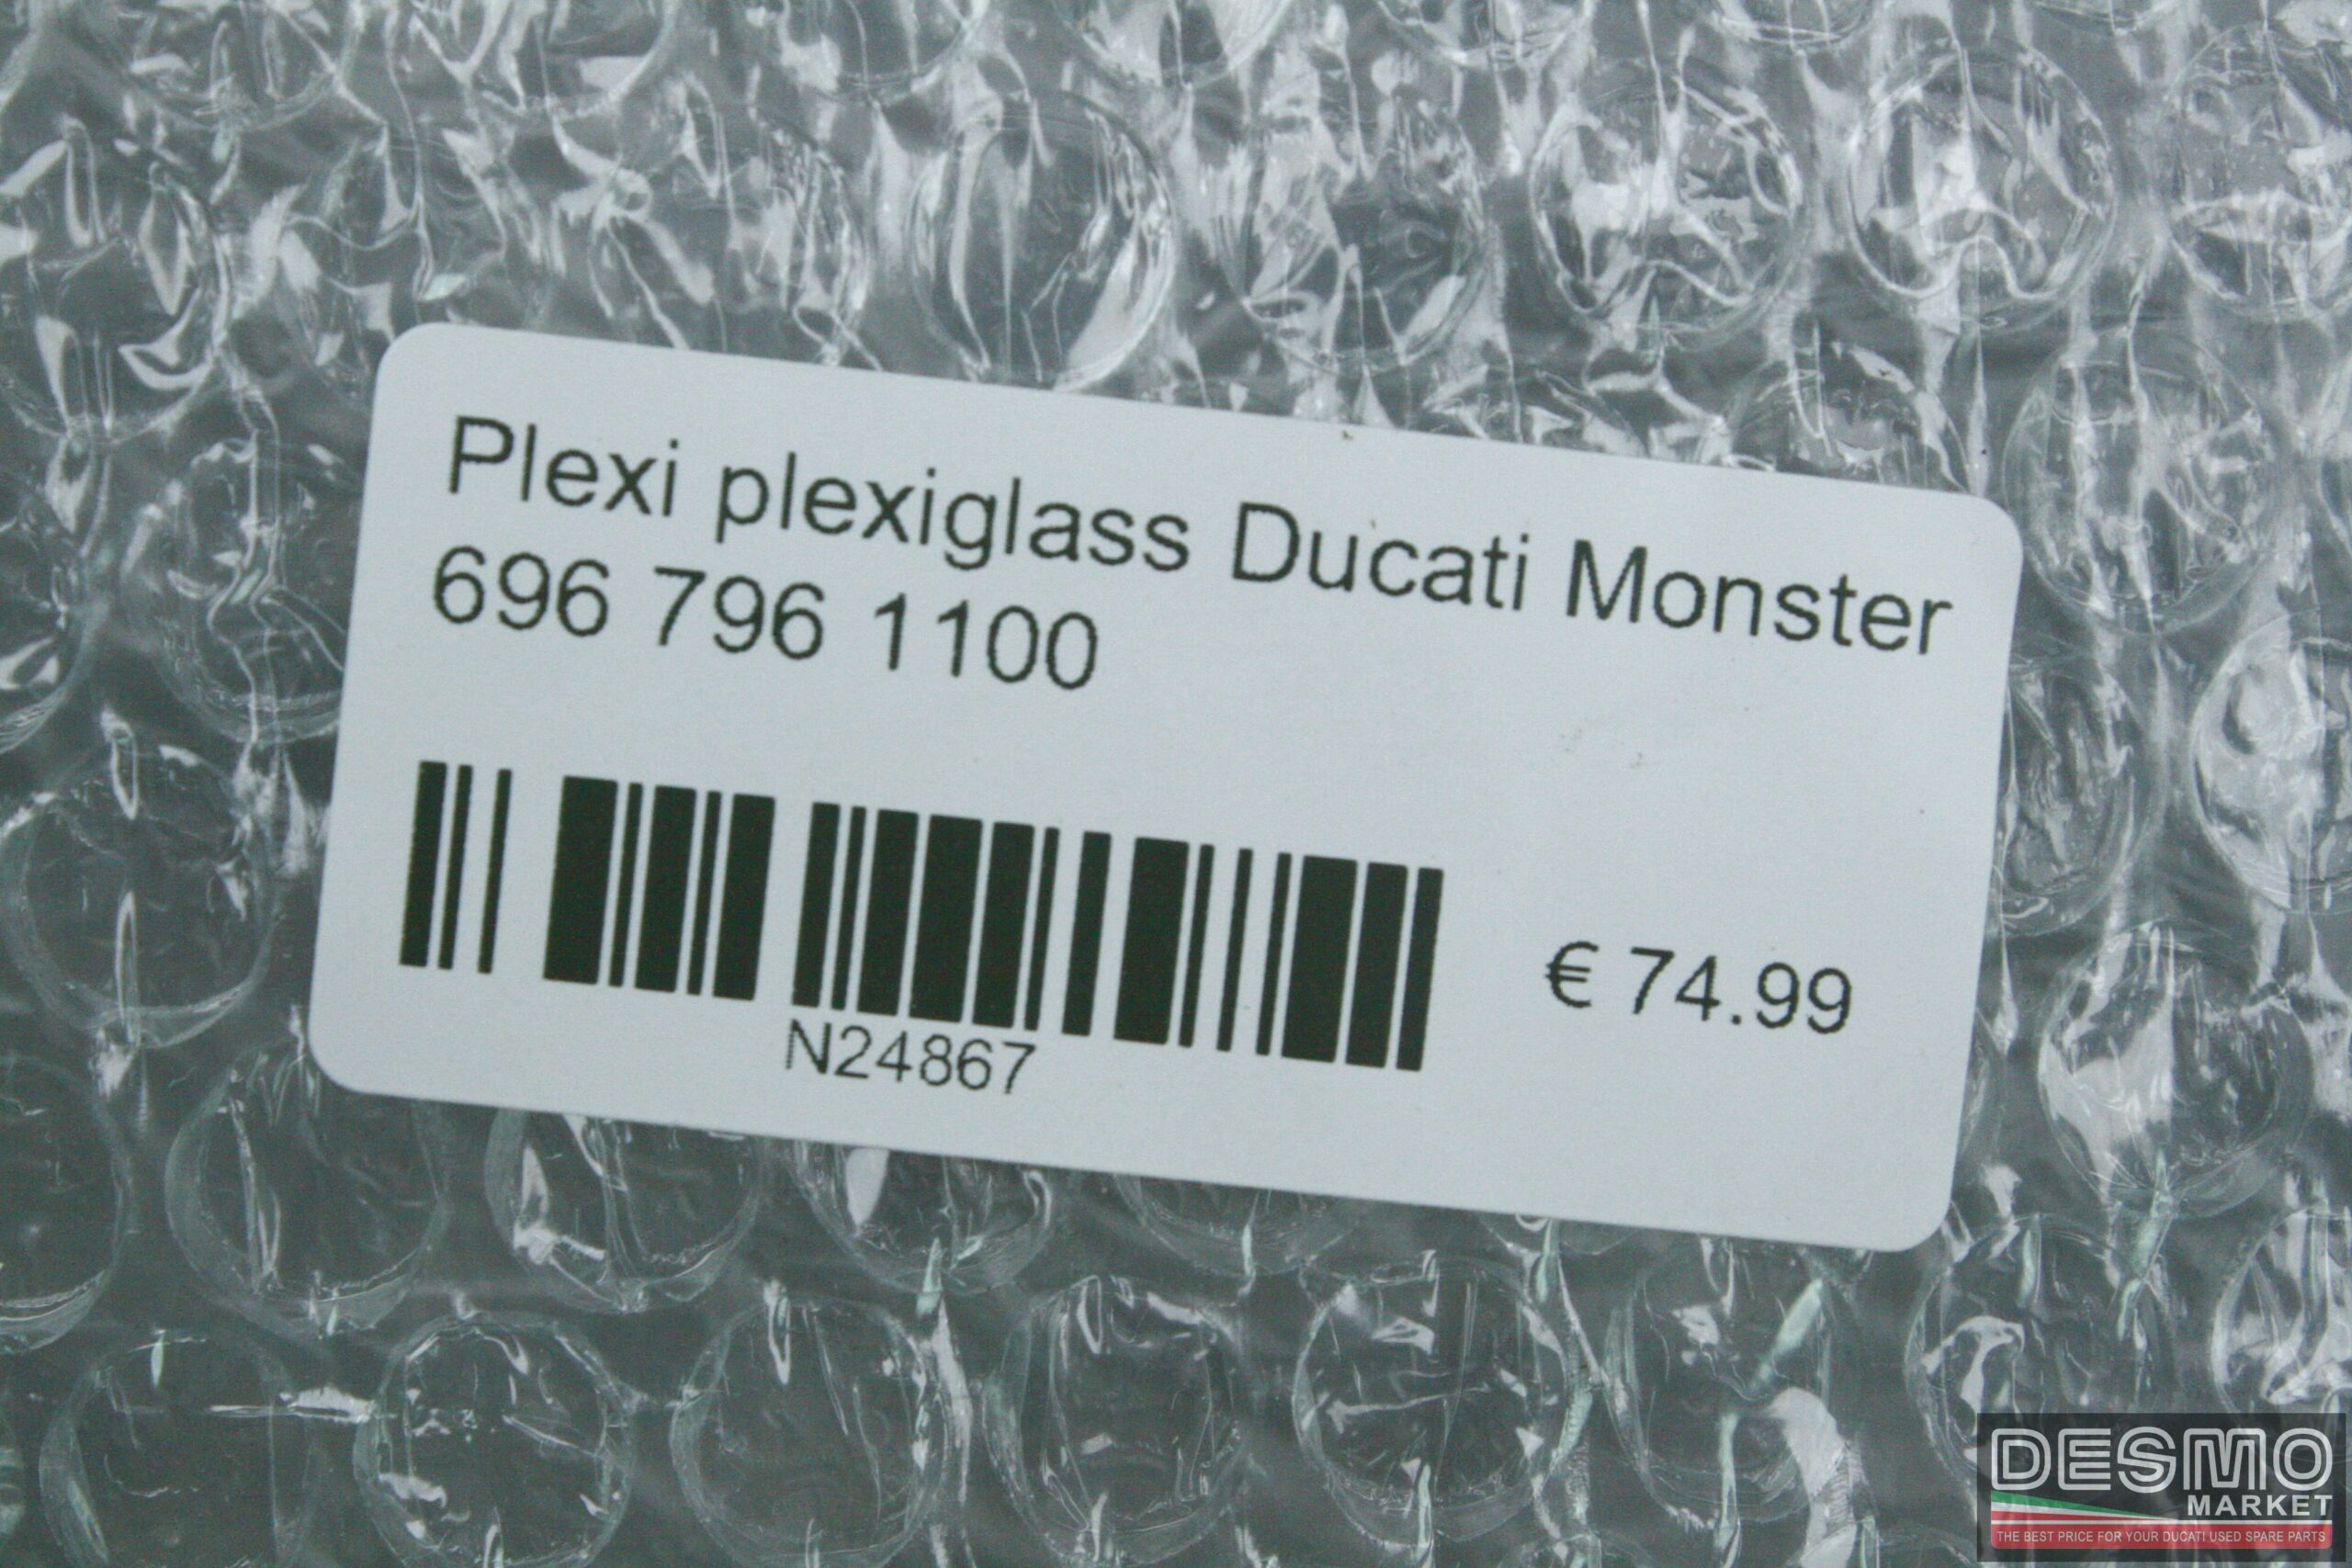 Plexi plexiglass Ducati Monster
696 796 1100
N24867
€ 74.99
DESMO
MARKET
THE BEST PRICE FOR YOUR DUCATI USED SPARE PARTS